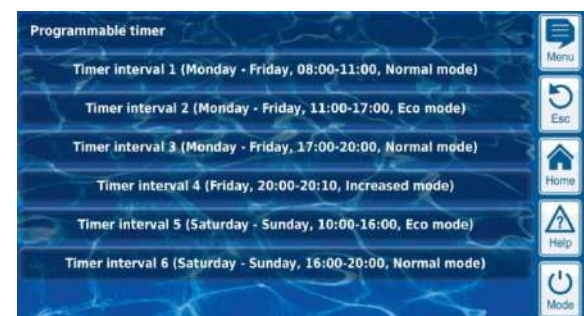 Programmable timer
Timer interval 1 (Monday - Friday, 08:00-11:00, Normal mode)
Timer interval 2 (Monday - Friday, 11:00-17:00, Eco mode)
Timer interval 3 (Monday - Friday, 17:00-20:00, Normal mode)
Timer interval 4 (Friday, 20:00-20:10, Increased mode)
Timer interval 5 (Saturday - Sunday, 10:00-16:00, Eco mode)
Timer interval 6 (Saturday - Sunday, 16:00-20:00, Normal mode)
Menu
Esc
Home
?
Help
Mode